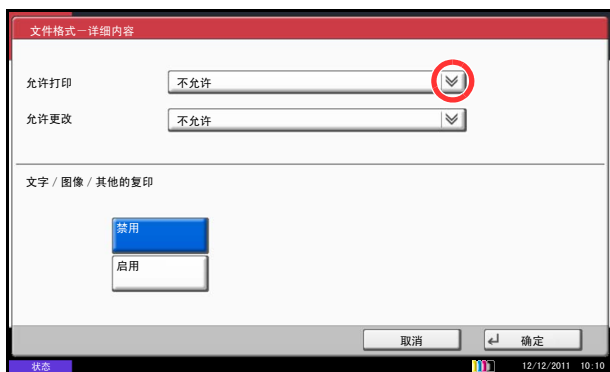 文件格式－详细内容
允许打印 不允许
允许更改 不允许
文字 / 图像 / 其他的复印
禁用
启用
取消 确定
状态 12/12/2011 10:10